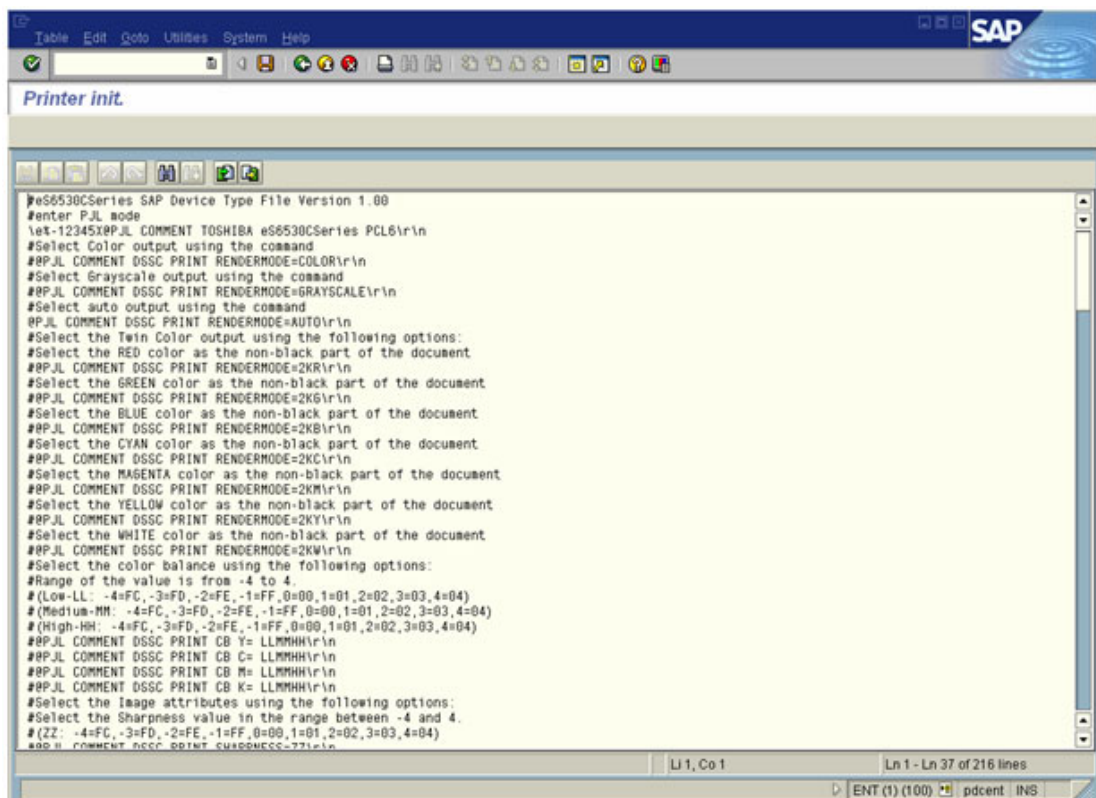 Table Edit Goto Utilities System Help
SAP
Printer init.
#eS6530CSeries SAP Device Type File Version 1.00
#enter PJL mode
\e%-12345X@PJL COMMENT TOSHIBA eS6530CSeries PCL6\r\n
#Select Color output using the command
#@PJL COMMENT DSSC PRINT RENDERMODE=COLOR\r\n
#Select Grayscale output using the command
#@PJL COMMENT DSSC PRINT RENDERMODE=GRAYSCALE\r\n
#Select auto output using the command
@PJL COMMENT DSSC PRINT RENDERMODE=AUTO\r\n
#Select the Twin Color output using the following options:
#Select the RED color as the non-black part of the document
#@PJL COMMENT DSSC PRINT RENDERMODE=2KR\r\n
#Select the GREEN color as the non-black part of the document
#@PJL COMMENT DSSC PRINT RENDERMODE=2KG\r\n
#Select the BLUE color as the non-black part of the document
#@PJL COMMENT DSSC PRINT RENDERMODE=2KB\r\n
#Select the CYAN color as the non-black part of the document
#@PJL COMMENT DSSC PRINT RENDERMODE=2KC\r\n
#Select the MAGENTA color as the non-black part of the document
#@PJL COMMENT DSSC PRINT RENDERMODE=2KM\r\n
#Select the YELLOW color as the non-black part of the document
#@PJL COMMENT DSSC PRINT RENDERMODE=2KY\r\n
#Select the WHITE color as the non-black part of the document
#@PJL COMMENT DSSC PRINT RENDERMODE=2KW\r\n
#Select the color balance using the following options:
#Range of the value is from -4 to 4.
#(Low-LL: -4=FC,-3=FD,-2=FE,-1=FF,0=00,1=01,2=02,3=03,4=04)
#(Medium-MM: -4=FC,-3=FD,-2=FE,-1=FF,0=00,1=01,2=02,3=03,4=04)
#(High-HH: -4=FC,-3=FD,-2=FE,-1=FF,0=00,1=01,2=02,3=03,4=04)
#@PJL COMMENT DSSC PRINT CB Y= LLMMHH\r\n
#@PJL COMMENT DSSC PRINT CB C= LLMMHH\r\n
#@PJL COMMENT DSSC PRINT CB M= LLMMHH\r\n
#@PJL COMMENT DSSC PRINT CB K= LLMMHH\r\n
#Select the Image attributes using the following options:
#Select the Sharpness value in the range between -4 and 4.
#(ZZ: -4=FC,-3=FD,-2=FE,-1=FF,0=00,1=01,2=02,3=03,4=04)
#@PJL COMMENT DSSC PRINT SHARPNESS=ZZ\r\n
Li 1, Co 1
Ln 1 - Ln 37 of 216 lines
ENT (1) (100) pdcent INS